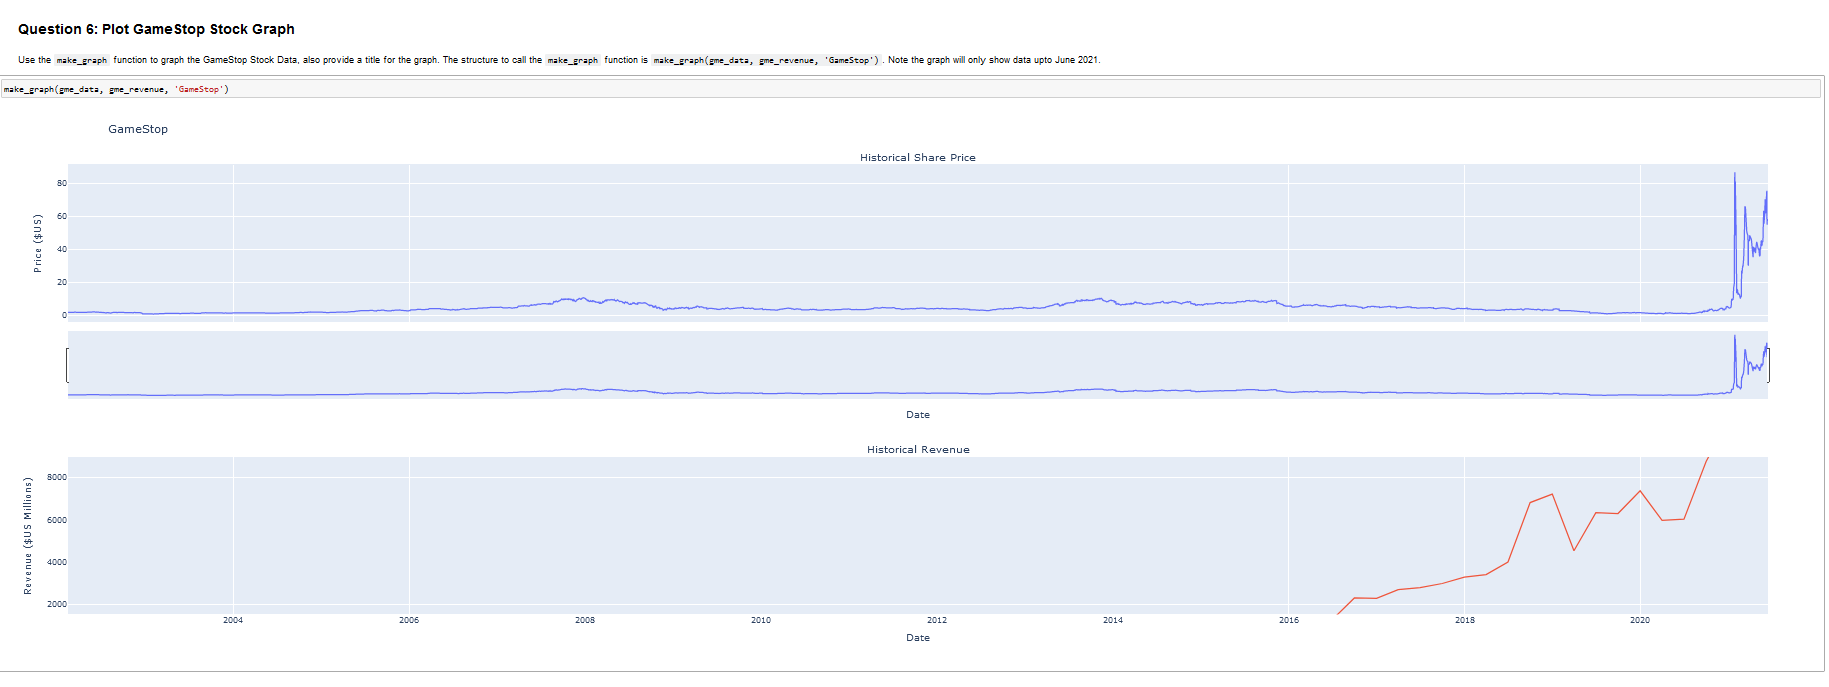 Question 6: Plot GameStop Stock Graph
Use the make_graph function to graph the GameStop Stock Data, also provide a title for the graph. The structure to call the make_graph function is make_graph(gme_data, gme_revenue, 'GameStop') . Note the graph will only show data upto June 2021.
make_graph(gme_data, gme_revenue, 'GameStop')
GameStop
Historical Share Price
80
60
40
20
0
Price ($US)
Date
Historical Revenue
8000
6000
4000
2000
Revenue ($US Millions)
2004 2006 2008 2010 2012 2014 2016 2018 2020
Date